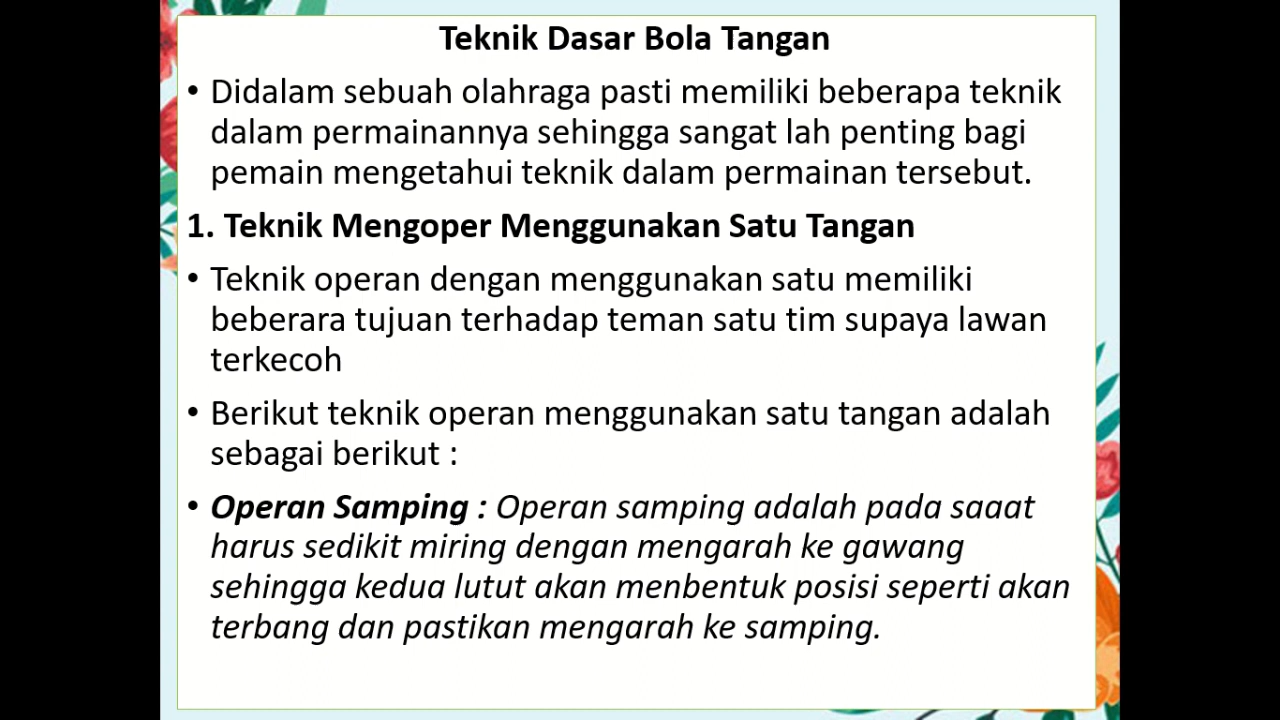 Teknik Dasar Bola Tangan
• Didalam sebuah olahraga pasti memiliki beberapa teknik
dalam permainannya sehingga sangat lah penting bagi
pemain mengetahui teknik dalam permainan tersebut.
1. Teknik Mengoper Menggunakan Satu Tangan
• Teknik operan dengan menggunakan satu memiliki
beberara tujuan terhadap teman satu tim supaya lawan
terkecoh
• Berikut teknik operan menggunakan satu tangan adalah
sebagai berikut :
• Operan Samping : Operan samping adalah pada saaat
harus sedikit miring dengan mengarah ke gawang
sehingga kedua lutut akan menbentuk posisi seperti akan
terbang dan pastikan mengarah ke samping.